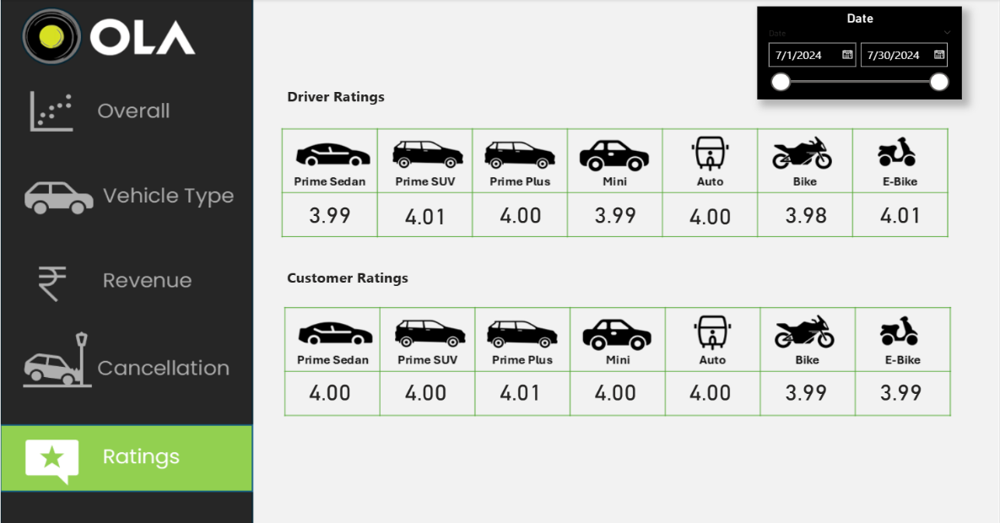 OLA
Overall
Vehicle Type
Revenue
Cancellation
Ratings
Date
Date
7/1/2024 7/30/2024
Driver Ratings
Prime Sedan Prime SUV Prime Plus Mini Auto Bike E-Bike
3.99 4.01 4.00 3.99 4.00 3.98 4.01
Customer Ratings
Prime Sedan Prime SUV Prime Plus Mini Auto Bike E-Bike
4.00 4.00 4.01 4.00 4.00 3.99 3.99